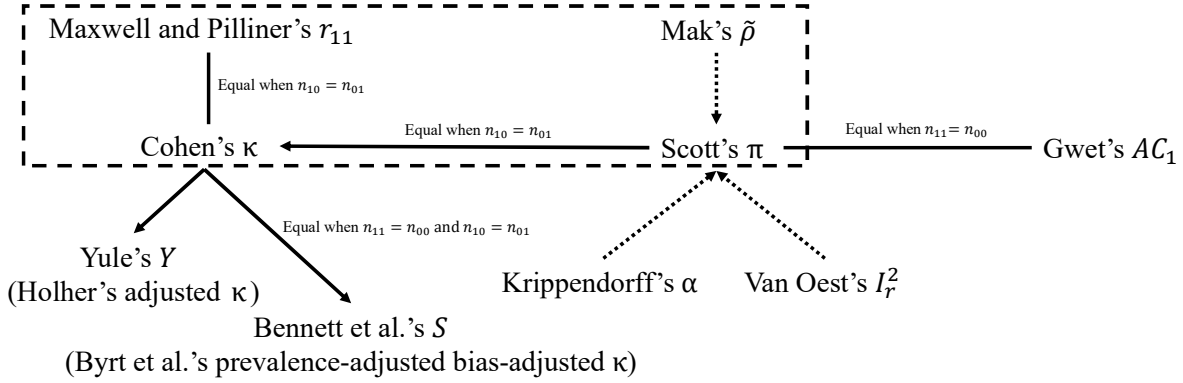 Maxwell and Pilliner's r₁₁
Mak's ρ̃
Equal when n₁₀ = n₀₁
Equal when n₁₀ = n₀₁
Equal when n₁₁= n₀₀
Cohen's κ
Scott's π
Gwet's AC₁
Equal when n₁₁ = n₀₀ and n₁₀ = n₀₁
Yule's Y
(Holher's adjusted κ)
Krippendorff's α
Van Oest's I²ᵣ
Bennett et al.'s S
(Byrt et al.'s prevalence-adjusted bias-adjusted κ)